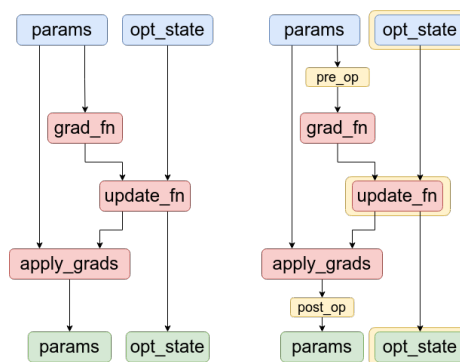 params opt_state
grad_fn
update_fn
apply_grads
params opt_state
params opt_state
pre_op
grad_fn
update_fn
apply_grads
post_op
params opt_state